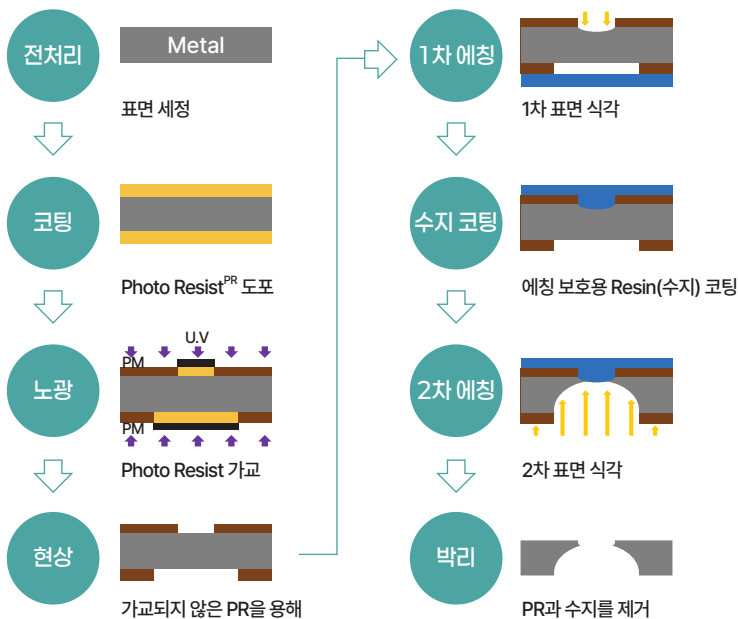 전처리
Metal
표면 세정
코팅
Photo Resist^PR 도포
노광
U.V
PM
PM
Photo Resist 가교
현상
가교되지 않은 PR을 용해
1차 에칭
1차 표면 식각
수지 코팅
에칭 보호용 Resin(수지) 코팅
2차 에칭
2차 표면 식각
박리
PR과 수지를 제거